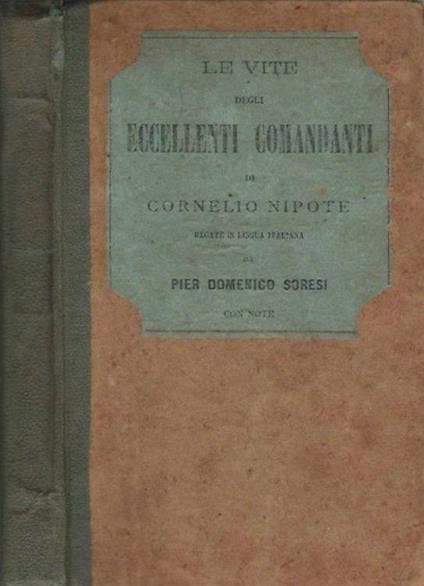 LE VITE
DEGLI
ECCELLENTI COMANDANTI
DI
CORNELIO NIPOTE
RECATE IN LINGUA ITALIANA
DA
PIER DOMENICO SORESI
CON NOTE